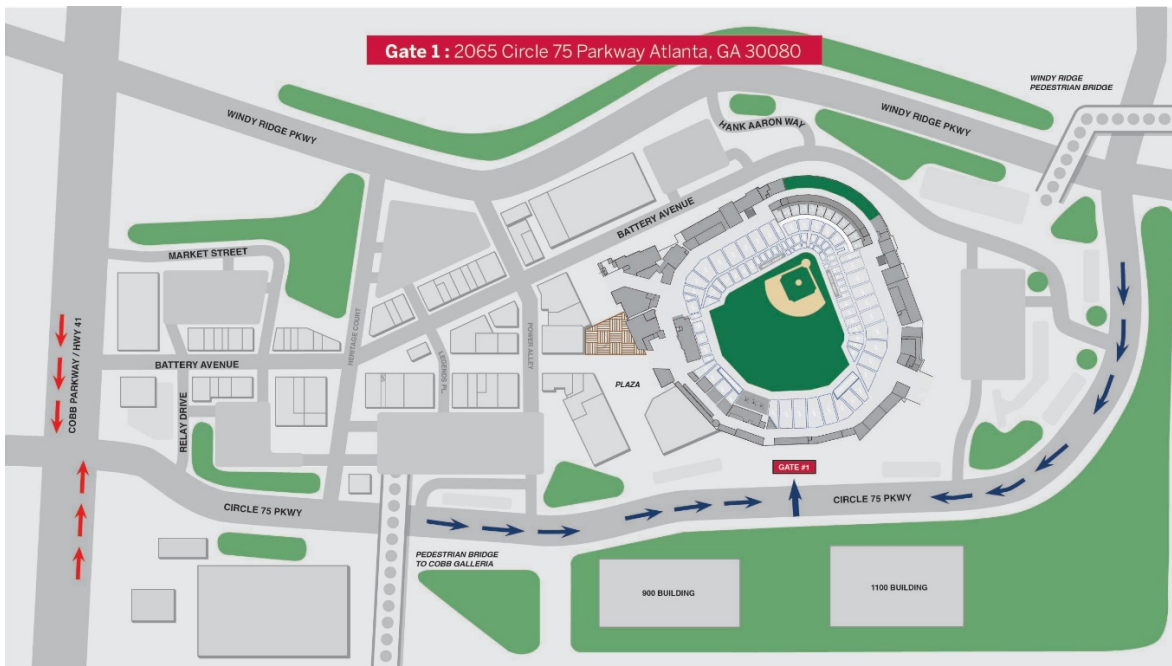 Gate 1 : 2065 Circle 75 Parkway Atlanta, GA 30080
WINDY RIDGE
PEDESTRIAN BRIDGE
WINDY RIDGE PKWY
WINDY RIDGE PKWY
HANK AARON WAY
BATTERY AVENUE
MARKET STREET
COBB PARKWAY / HWY 41
HERITAGE COURT
POWER ALLEY
BATTERY AVENUE
LEGENDS PL.
PLAZA
RELAY DRIVE
GATE #1
CIRCLE 75 PKWY
CIRCLE 75 PKWY
PEDESTRIAN BRIDGE
TO COBB GALLERIA
900 BUILDING
1100 BUILDING